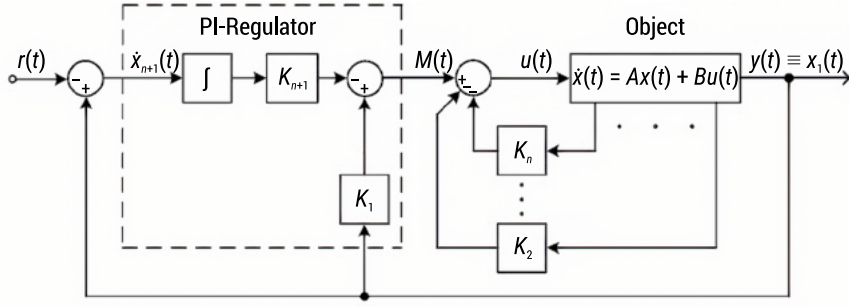 PI-Regulator
Object
r(t)
ẋₙ₊₁(t)
∫
Kₙ₊₁
M(t)
u(t)
ẋ(t) = Ax(t) + Bu(t)
y(t) ≡ x₁(t)
- +
- +
+ - -
K₁
Kₙ
. . .
⋮
K₂